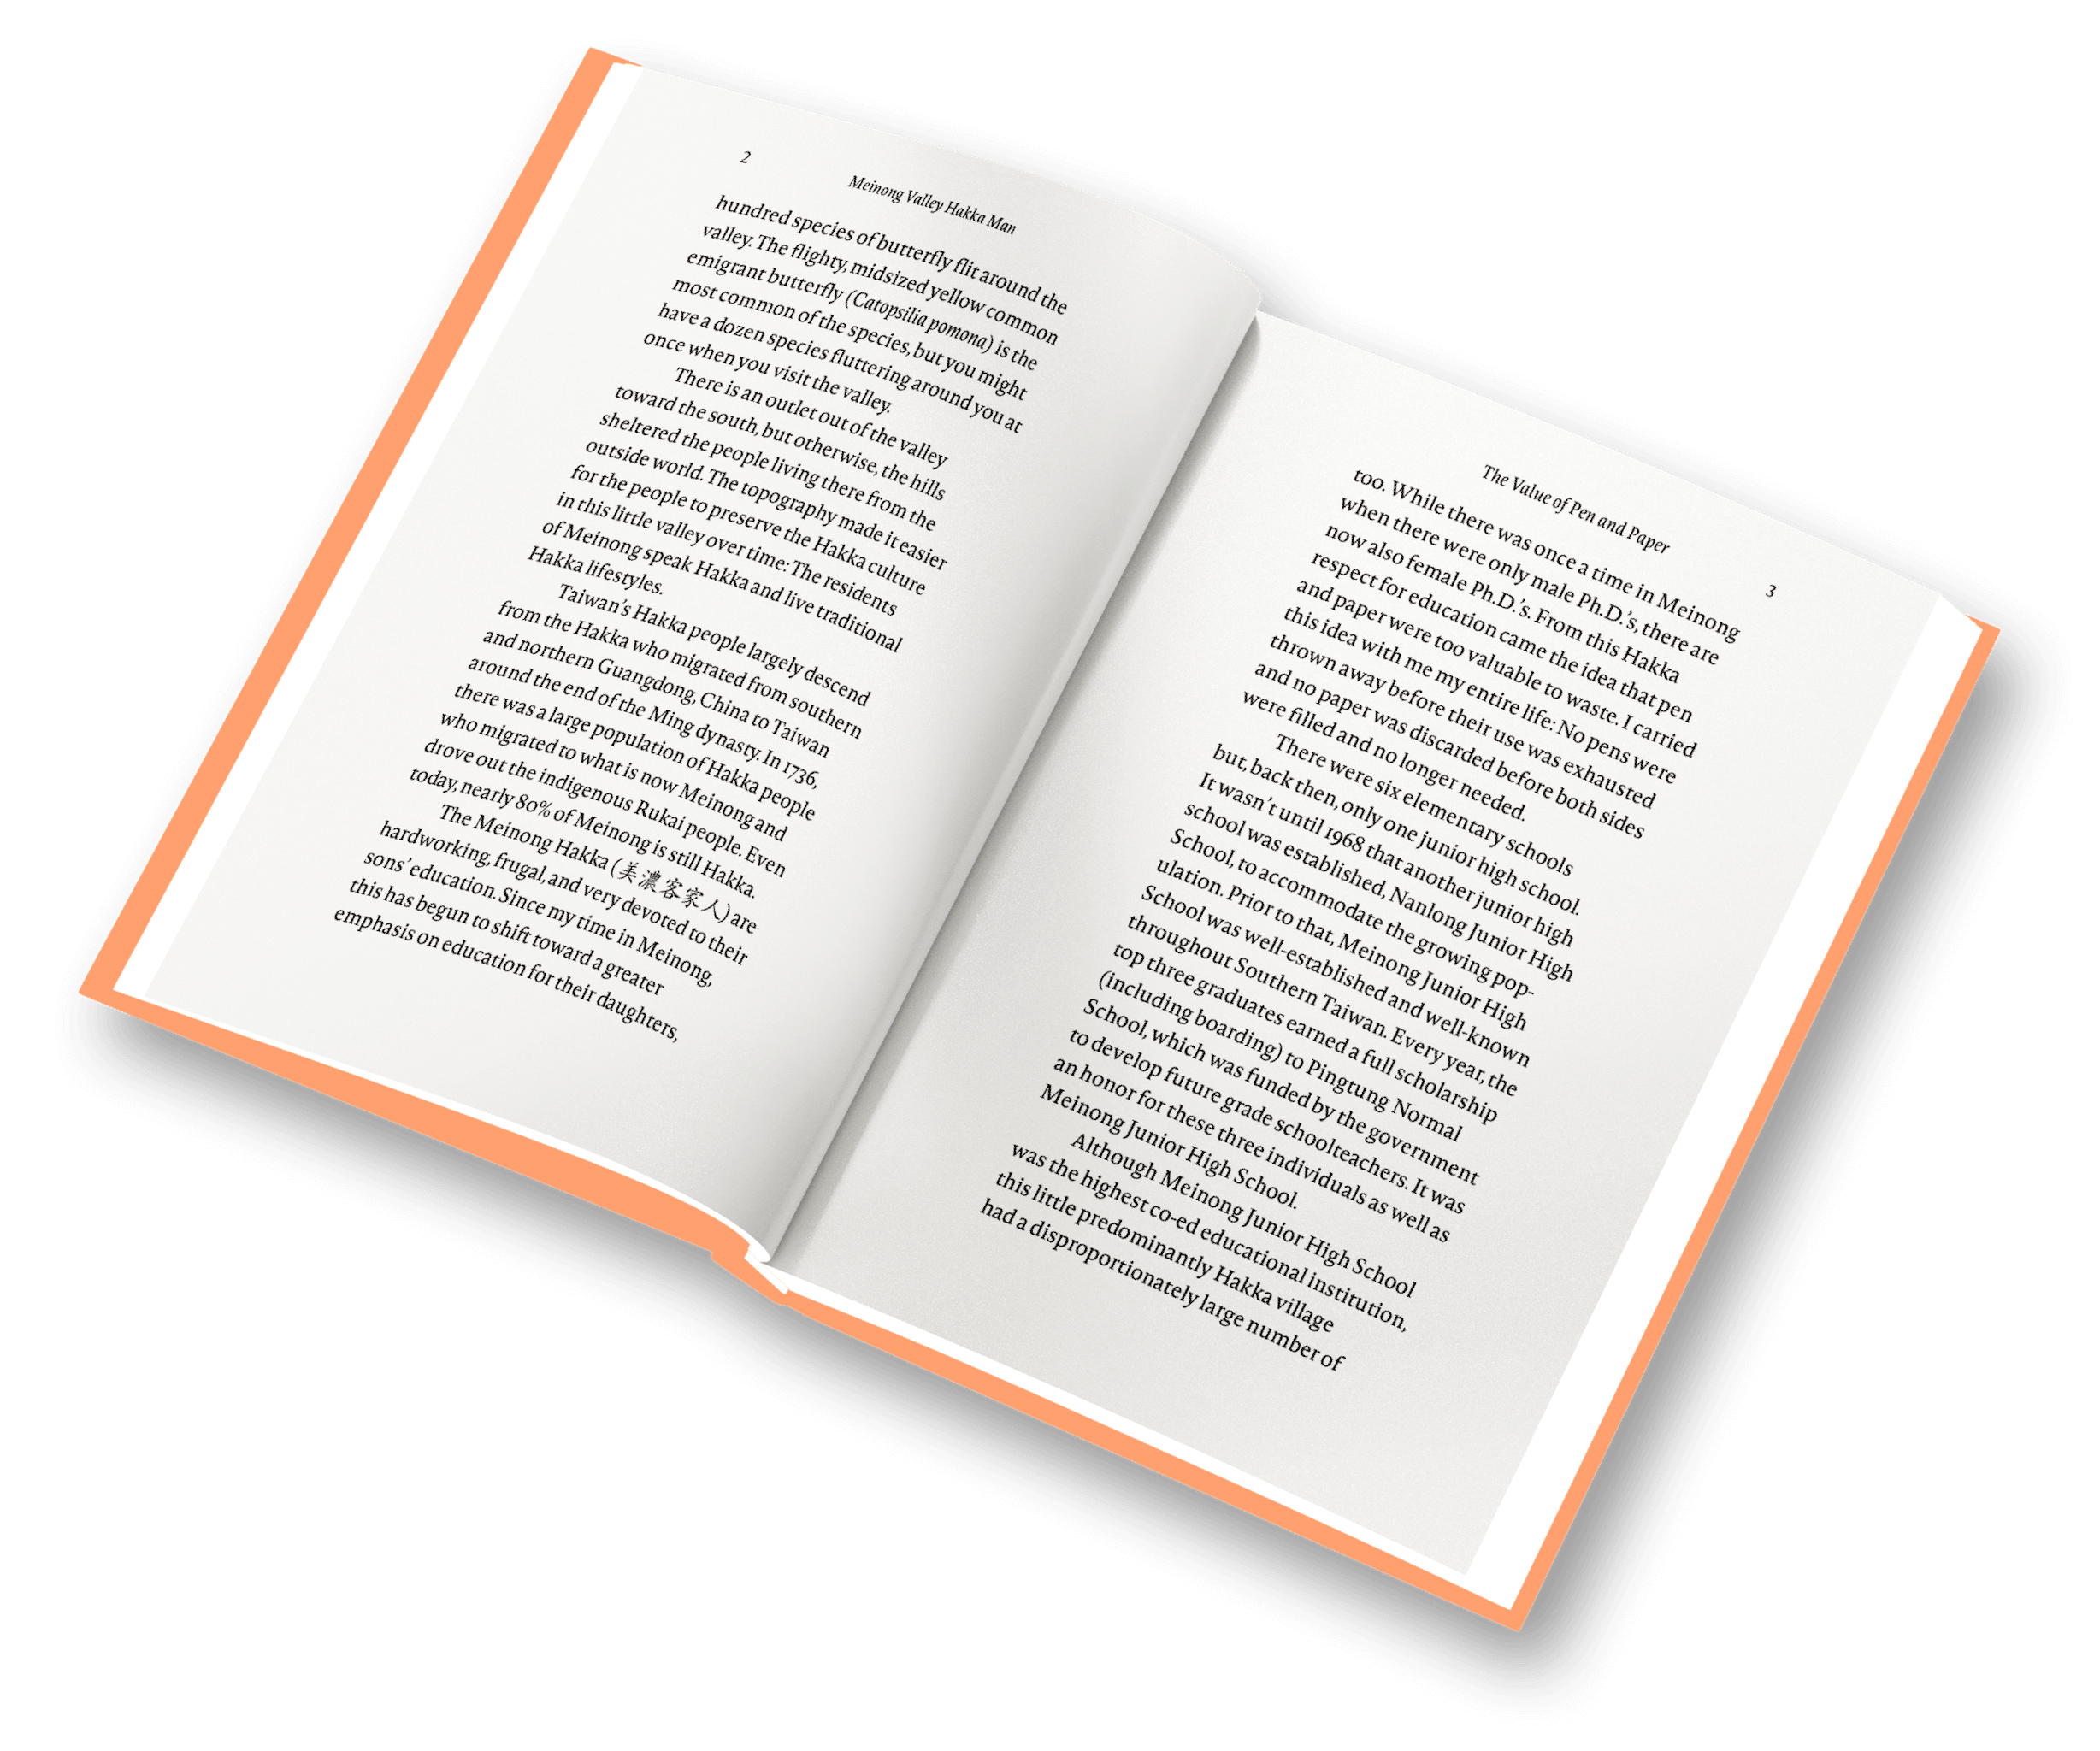 2
Meinong Valley Hakka Man
hundred species of butterfly flit around the
valley. The flighty, midsized yellow common
emigrant butterfly (Catopsilia pomona) is the
most common of the species, but you might
have a dozen species fluttering around you at
once when you visit the valley.
There is an outlet out of the valley
toward the south, but otherwise, the hills
sheltered the people living there from the
outside world. The topography made it easier
for the people to preserve the Hakka culture
in this little valley over time: The residents
of Meinong speak Hakka and live traditional
Hakka lifestyles.
Taiwan's Hakka people largely descend
from the Hakka who migrated from southern
and northern Guangdong, China to Taiwan
around the end of the Ming dynasty. In 1736,
there was a large population of Hakka people
who migrated to what is now Meinong and
drove out the indigenous Rukai people. Even
today, nearly 80% of Meinong is still Hakka.
The Meinong Hakka (美濃客家人) are
hardworking, frugal, and very devoted to their
sons' education. Since my time in Meinong,
this has begun to shift toward a greater
emphasis on education for their daughters,
The Value of Pen and Paper
3
too. While there was once a time in Meinong
when there were only male Ph.D.'s, there are
now also female Ph.D.'s. From this Hakka
respect for education came the idea that pen
and paper were too valuable to waste. I carried
this idea with me my entire life: No pens were
thrown away before their use was exhausted
and no paper was discarded before both sides
were filled and no longer needed.
There were six elementary schools
but, back then, only one junior high school.
It wasn't until 1968 that another junior high
school was established, Nanlong Junior High
School, to accommodate the growing pop-
ulation. Prior to that, Meinong Junior High
School was well-established and well-known
throughout Southern Taiwan. Every year, the
top three graduates earned a full scholarship
(including boarding) to Pingtung Normal
School, which was funded by the government
to develop future grade schoolteachers. It was
an honor for these three individuals as well as
Meinong Junior High School.
Although Meinong Junior High School
was the highest co-ed educational institution,
this little predominantly Hakka village
had a disproportionately large number of